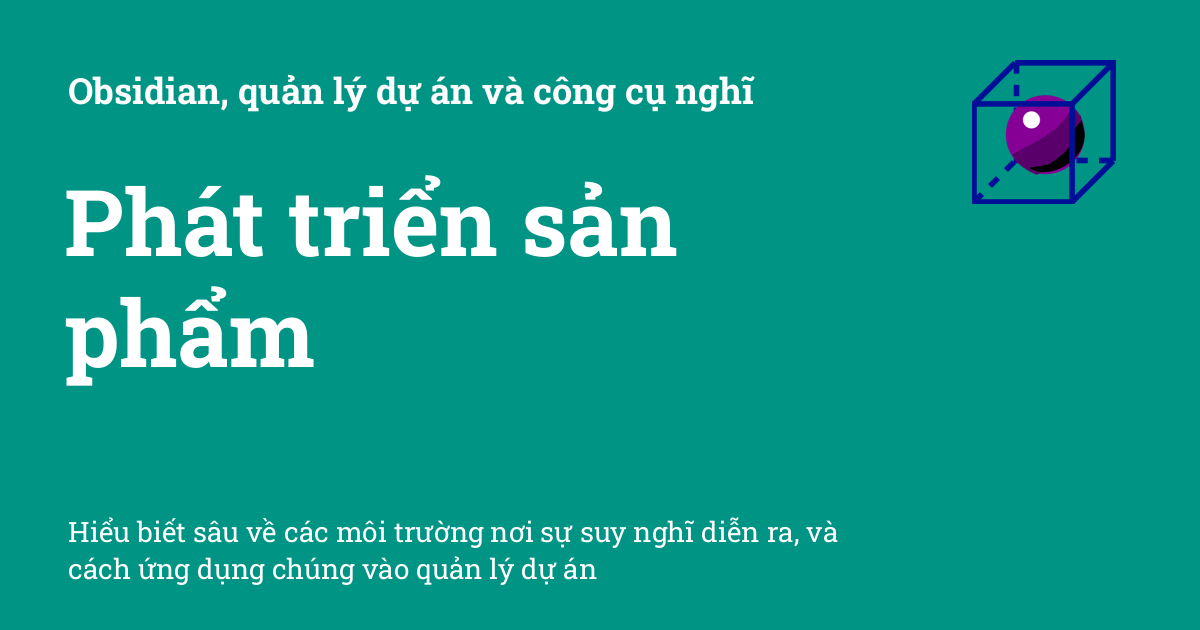 Obsidian, quản lý dự án và công cụ nghĩ
Phát triển sản
phẩm
Hiểu biết sâu về các môi trường nơi sự suy nghĩ diễn ra, và
cách ứng dụng chúng vào quản lý dự án